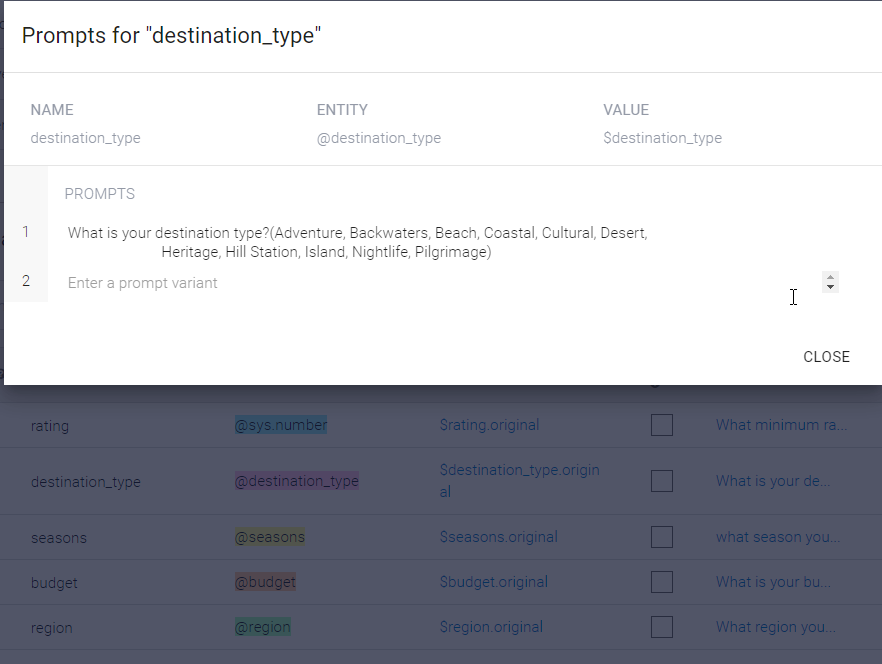 Prompts for "destination_type"
NAME ENTITY VALUE
destination_type @destination_type $destination_type
PROMPTS
1 What is your destination type?(Adventure, Backwaters, Beach, Coastal, Cultural, Desert,
Heritage, Hill Station, Island, Nightlife, Pilgrimage)
2 Enter a prompt variant
CLOSE
rating @sys.number $rating.original What minimum ra...
destination_type @destination_type $destination_type.origin
al What is your de...
seasons @seasons $seasons.original what season you...
budget @budget $budget.original What is your bu...
region @region $region.original What region you...